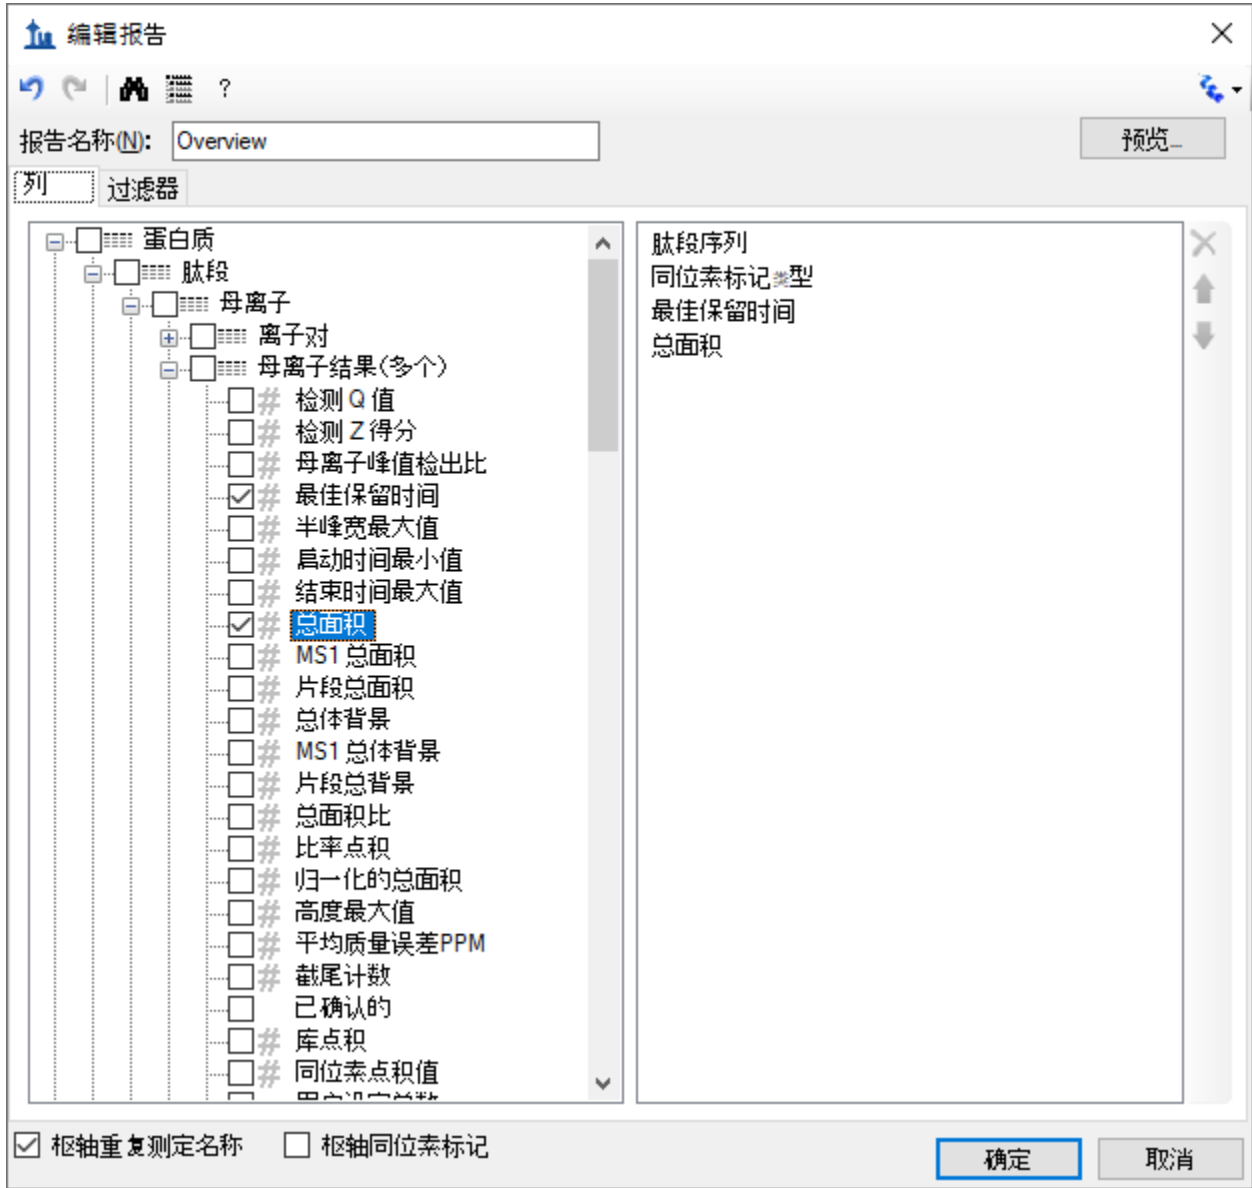 编辑报告
?
报告名称(N): Overview 预览...
列 过滤器
蛋白质
肽段
母离子
离子对
母离子结果(多个)
# 检测 Q 值
# 检测 Z 得分
# 母离子峰值检出比
# 最佳保留时间
# 半峰宽最大值
# 启动时间最小值
# 结束时间最大值
# 总面积
# MS1 总面积
# 片段总面积
# 总体背景
# MS1 总体背景
# 片段总背景
# 总面积比
# 比率点积
# 归一化的总面积
# 高度最大值
# 平均质量误差PPM
# 截尾计数
已确认的
# 库点积
# 同位素点积值
肽段序列
同位素标记类型
最佳保留时间
总面积
枢轴重复测定名称 枢轴同位素标记
确定 取消